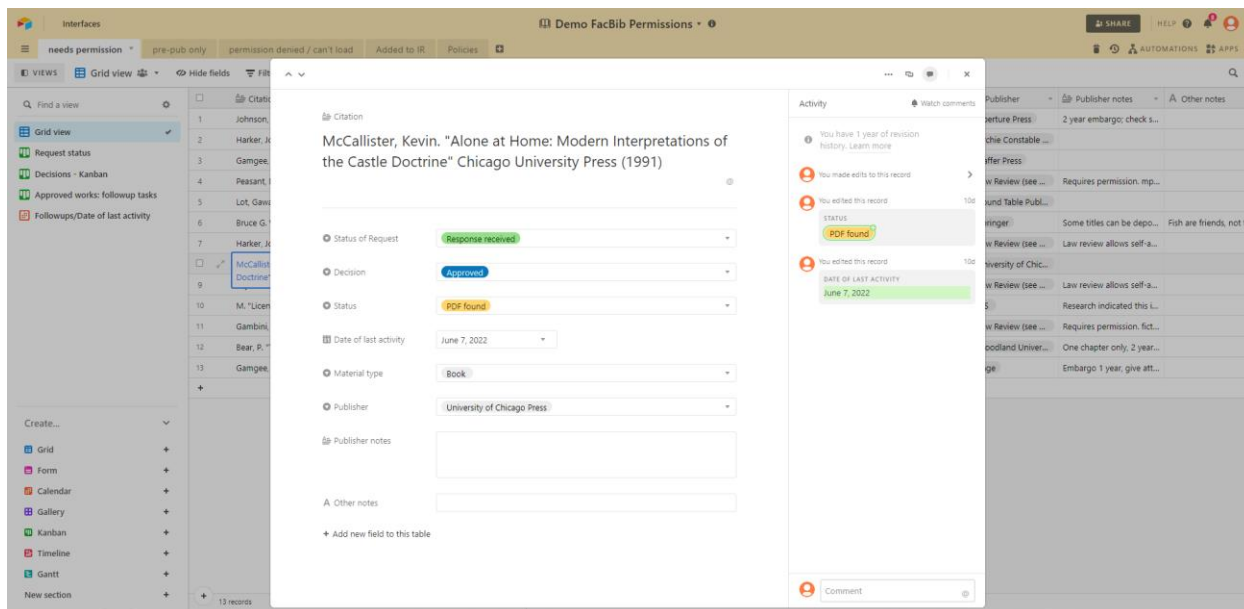 Interfaces
Demo FacBib Permissions
SHARE
HELP
needs permission
pre-pub only
permission denied / can't load
Added to IR
Policies
AUTOMATIONS
APPS
VIEWS
Grid view
Hide fields
Filt
Find a view
Grid view
Request status
Decisions - Kanban
Approved works: followup tasks
Followups/Date of last activity
Create...
Grid
Form
Calendar
Gallery
Kanban
Timeline
Gantt
New section
Citatio
1 Johnson,
2 Harker, Jo
3 Gamgee,
4 Peasant,
5 Lot, Gawa
6 Bruce G.
7 Harker, Jo
McCallist
Doctrine"
9
10 M. "Licen
11 Gambini,
12 Bear, P. "
13 Gamgee,
13 records
Citation
McCallister, Kevin. "Alone at Home: Modern Interpretations of
the Castle Doctrine" Chicago University Press (1991)
Status of Request
Response received
Decision
Approved
Status
PDF found
Date of last activity
June 7, 2022
Material type
Book
Publisher
University of Chicago Press
Publisher notes
Other notes
+ Add new field to this table
Activity
Watch comments
You have 1 year of revision
history. Learn more
You made edits to this record
You edited this record 10d
STATUS
PDF found
You edited this record 10d
DATE OF LAST ACTIVITY
June 7, 2022
Comment
Publisher
Publisher notes
Other notes
erture Press 2 year embargo; check s...
chie Constable ...
ffer Press
w Review (see ... Requires permission. mp...
und Table Publ...
ringer Some titles can be depo... Fish are friends, not
w Review (see ... Law review allows self-a...
iversity of Chic...
w Review (see ... Law review allows self-a...
S Research indicated this i...
w Review (see ... Requires permission. fict...
oodland Univer... One chapter only, 2 year...
ge Embargo 1 year, give att...